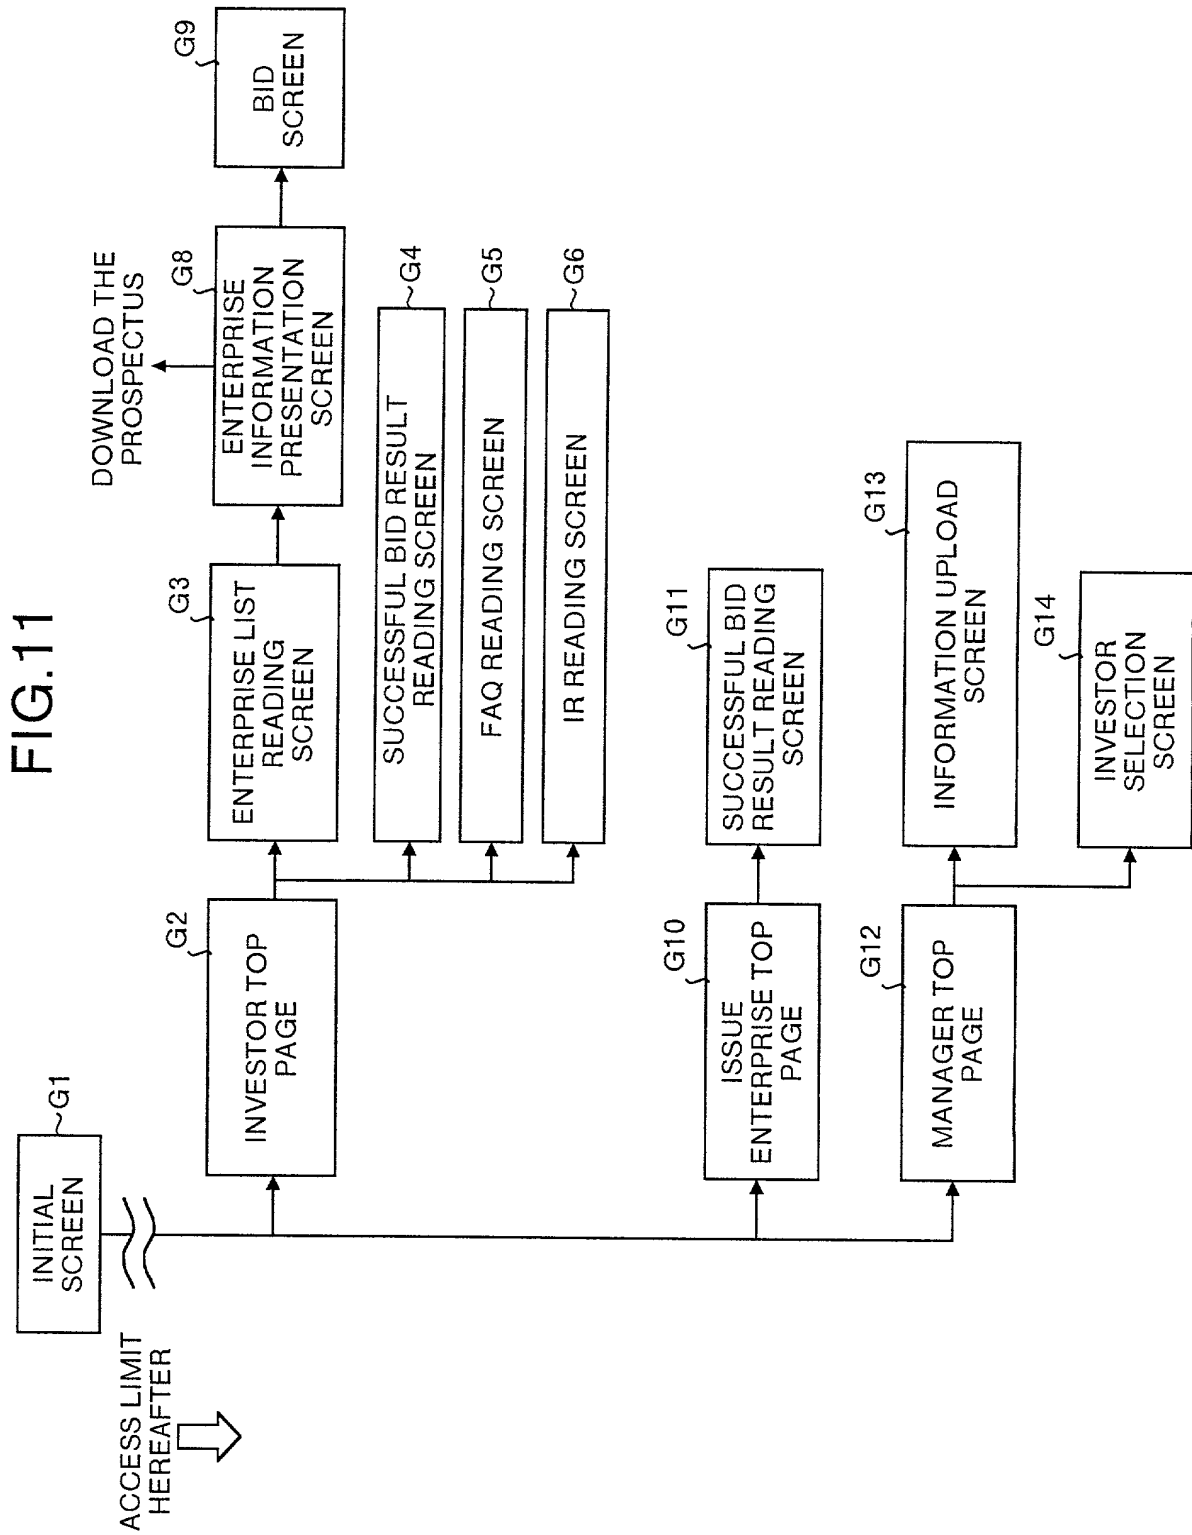 FIG.11
INITIAL
SCREEN
G1
ACCESS LIMIT
HEREAFTER
INVESTOR TOP
PAGE
G2
ENTERPRISE LIST
READING
SCREEN
G3
DOWNLOAD THE
PROSPECTUS
ENTERPRISE
INFORMATION
PRESENTATION
SCREEN
G8
BID
SCREEN
G9
SUCCESSFUL BID RESULT
READING SCREEN
G4
FAQ READING SCREEN
G5
IR READING SCREEN
G6
ISSUE
ENTERPRISE TOP
PAGE
G10
SUCCESSFUL BID
RESULT READING
SCREEN
G11
MANAGER TOP
PAGE
G12
INFORMATION UPLOAD
SCREEN
G13
INVESTOR
SELECTION
SCREEN
G14